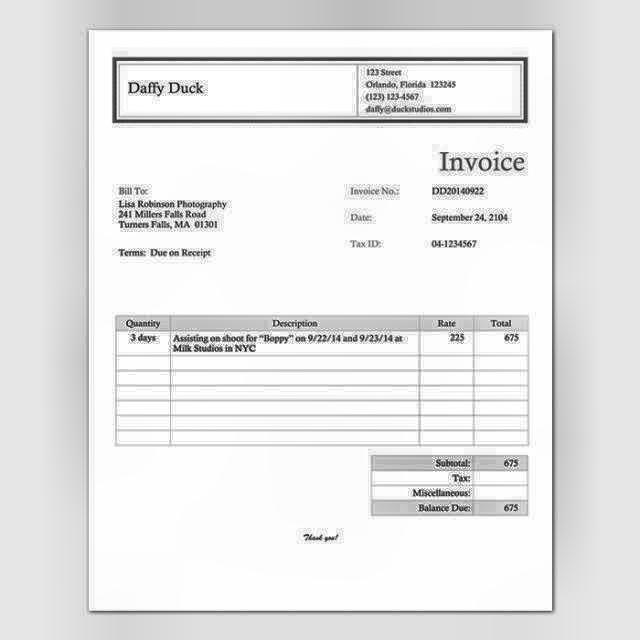 Daffy Duck
123 Street
Orlando, Florida 123245
(123) 123-4567
daffy@duckstudios.com
Invoice
Bill To:
Lisa Robinson Photography
241 Millers Falls Road
Turners Falls, MA 01301
Terms: Due on Receipt
Invoice No.: DD20140922
Date: September 24, 2104
Tax ID: 04-1234567
Quantity Description Rate Total
3 days Assisting on shoot for “Boppy” on 9/22/14 and 9/23/14 at 225 675
Milk Studios in NYC
Subtotal: 675
Tax:
Miscellaneous:
Balance Due: 675
Thank you!